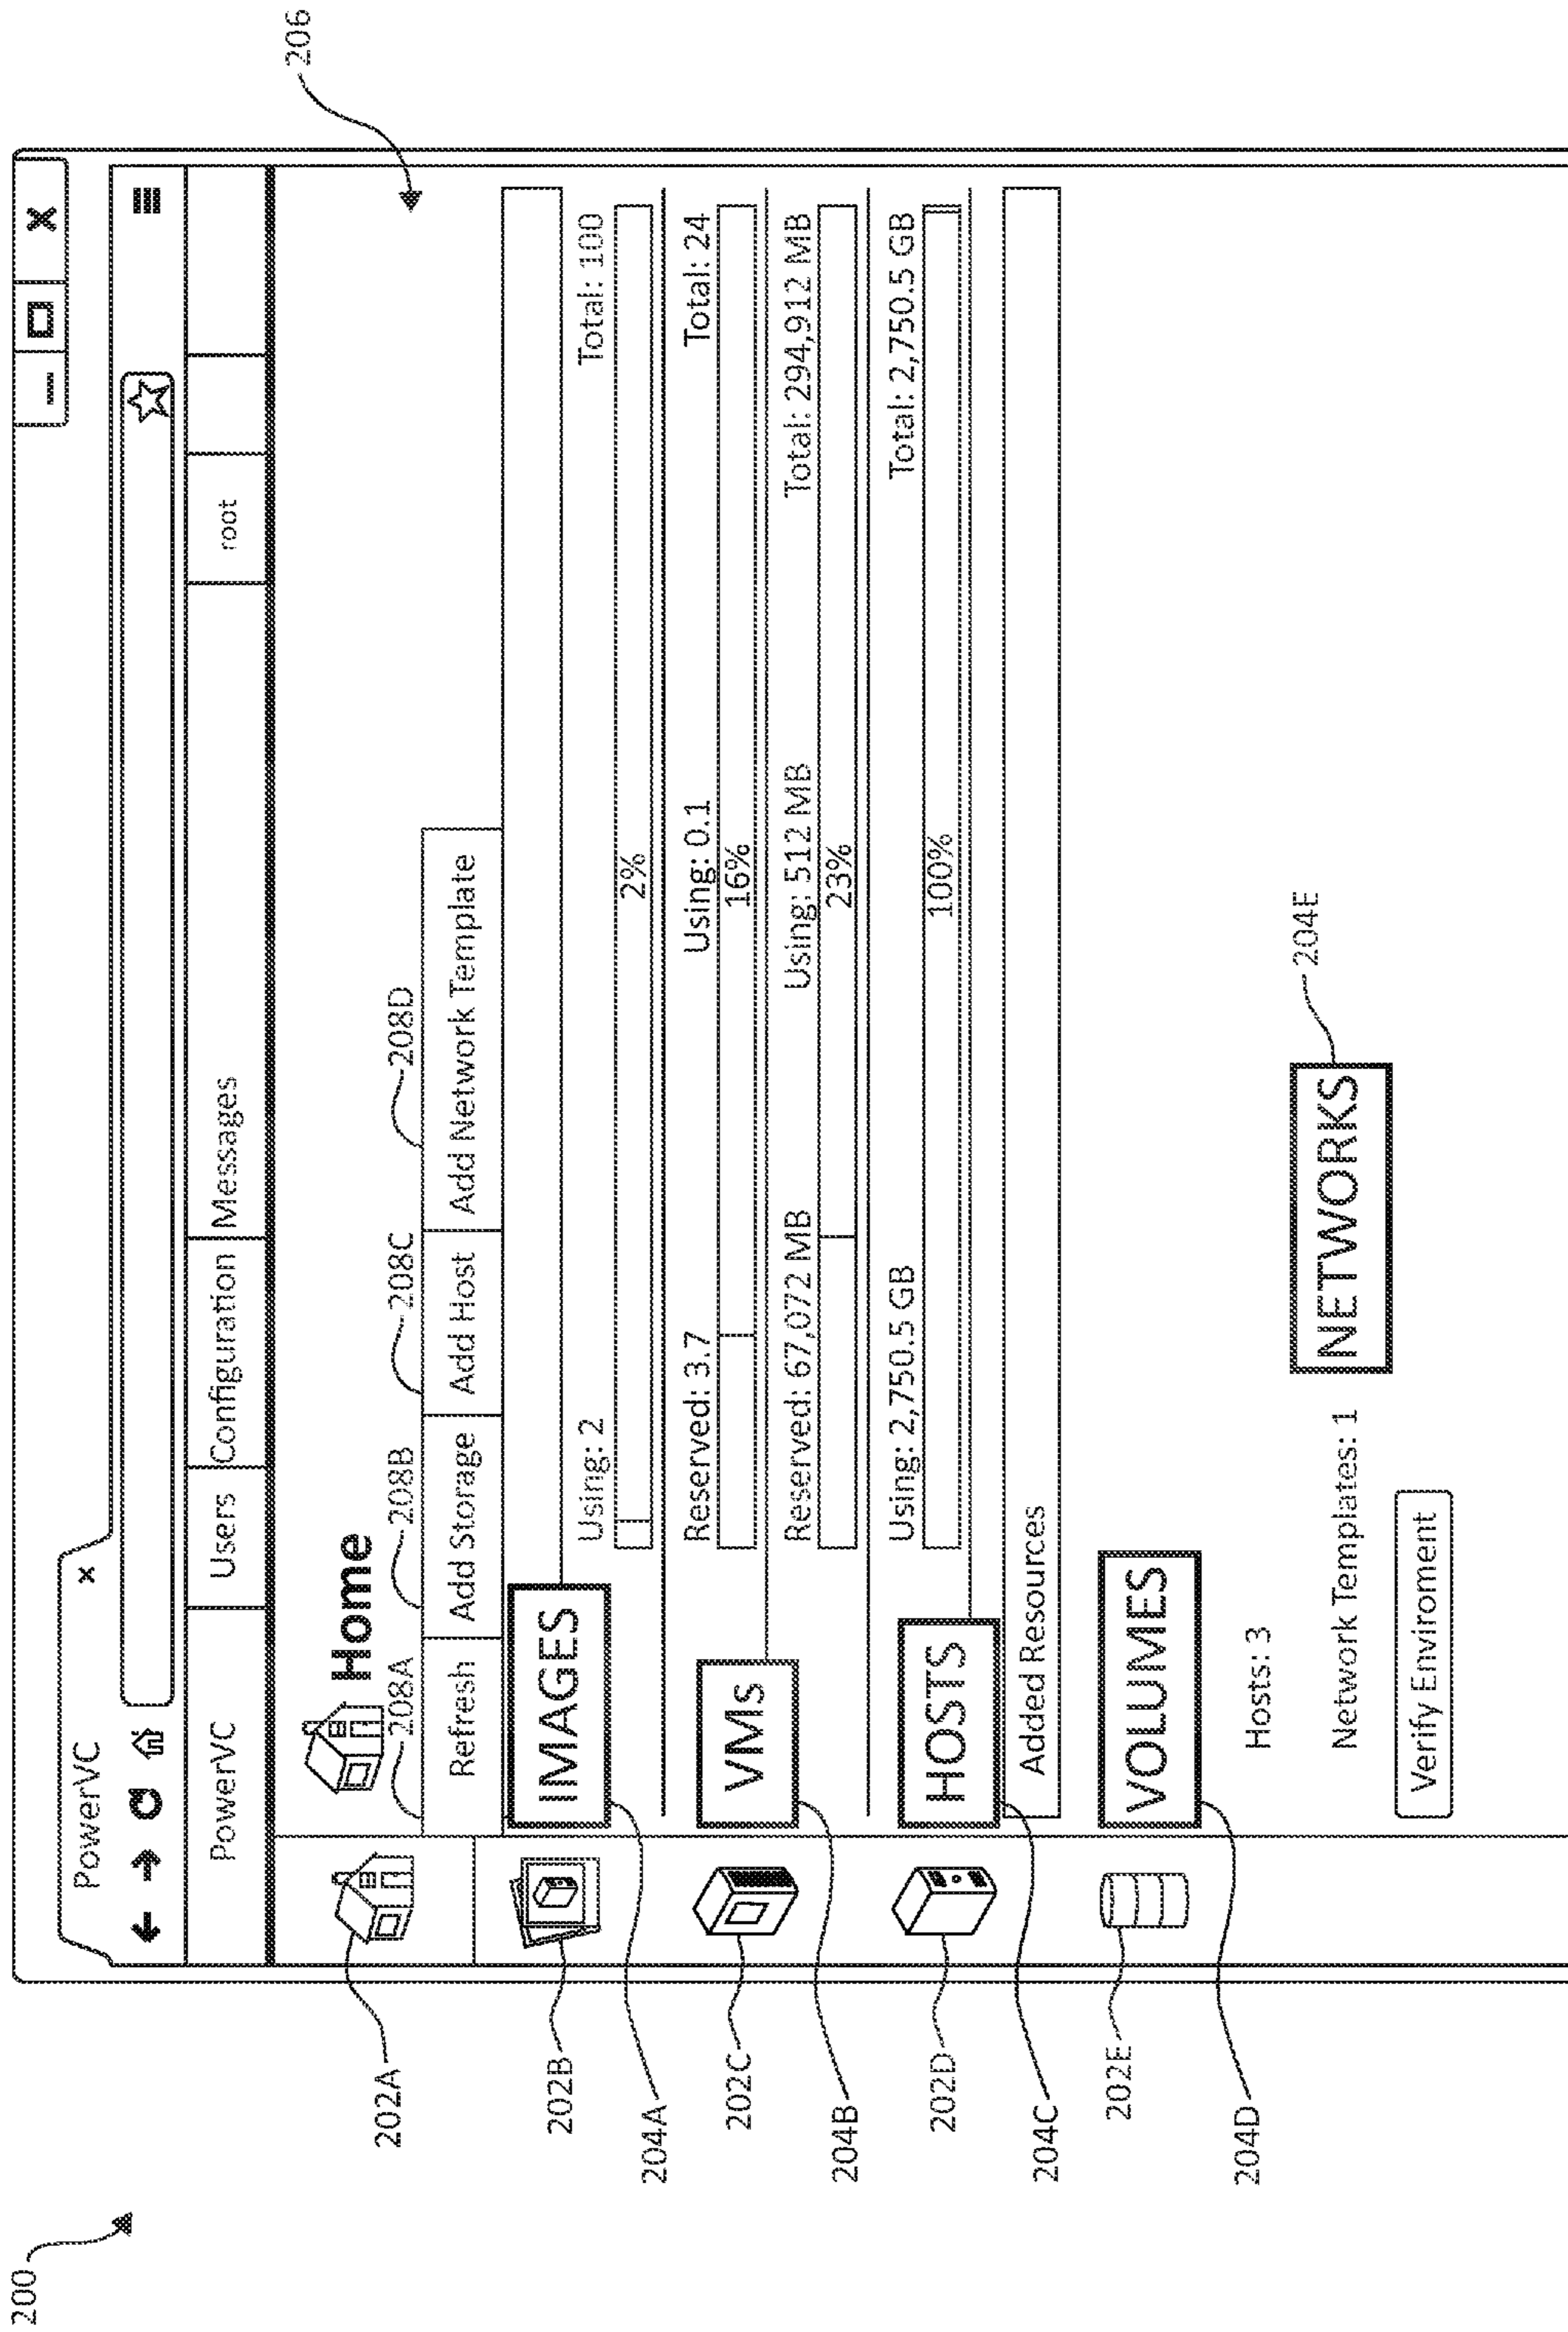 200
PowerVC
×
PowerVC
Users
Configuration
Messages
root
206
202A
Home
208A
208B
208C
208D
Refresh
Add Storage
Add Host
Add Network Template
202B
IMAGES
204A
Using: 2
Total: 100
2%
202C
VMs
204B
Reserved: 3.7
Using: 0.1
Total: 24
16%
Reserved: 67,072 MB
Using: 512 MB
Total: 294,912 MB
23%
202D
HOSTS
204C
Using: 2,750.5 GB
Total: 2,750.5 GB
100%
Added Resources
202E
VOLUMES
204D
Hosts: 3
Network Templates: 1
NETWORKS
204E
Verify Enviroment